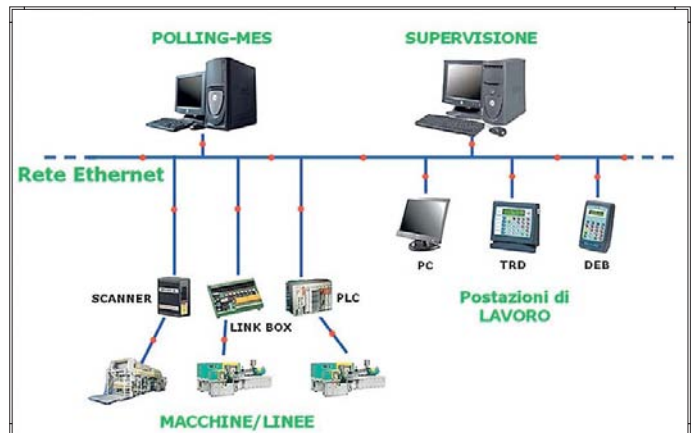 POLLING-MES
SUPERVISIONE
Rete Ethernet
PC
TRD
DEB
SCANNER
LINK BOX
PLC
Postazioni di
LAVORO
MACCHINE/LINEE